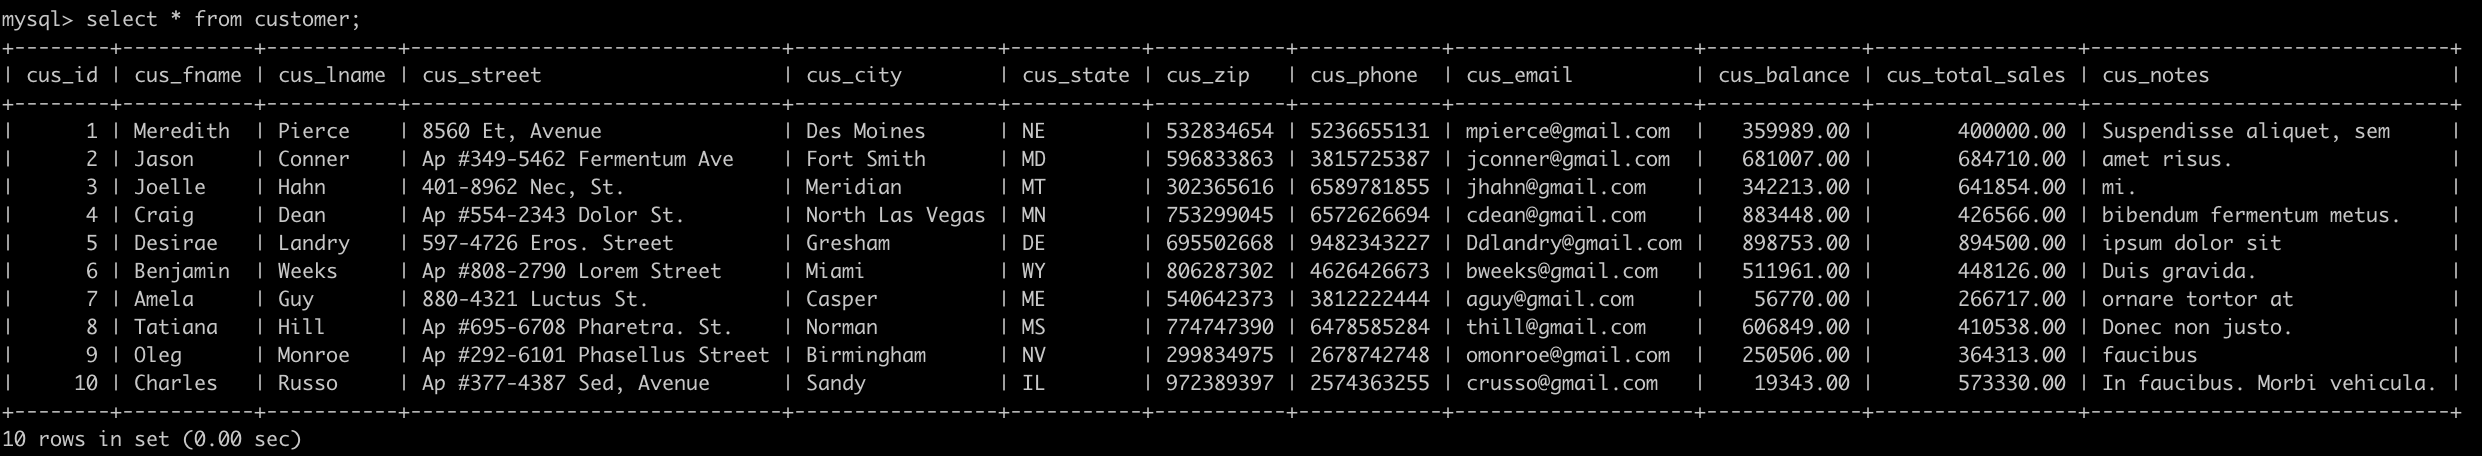 mysql> select * from customer;
+--------+-----------+-----------+-------------------------------+-----------------+-----------+-----------+------------+--------------------+-------------+-----------------+------------------------------+
| cus_id | cus_fname | cus_lname | cus_street                    | cus_city        | cus_state | cus_zip   | cus_phone  | cus_email          | cus_balance | cus_total_sales | cus_notes                    |
+--------+-----------+-----------+-------------------------------+-----------------+-----------+-----------+------------+--------------------+-------------+-----------------+------------------------------+
|      1 | Meredith  | Pierce    | 8560 Et, Avenue               | Des Moines      | NE        | 532834654 | 5236655131 | mpierce@gmail.com  |   359989.00 |       400000.00 | Suspendisse aliquet, sem     |
|      2 | Jason     | Conner    | Ap #349-5462 Fermentum Ave    | Fort Smith      | MD        | 596833863 | 3815725387 | jconner@gmail.com  |   681007.00 |       684710.00 | amet risus.                  |
|      3 | Joelle    | Hahn      | 401-8962 Nec, St.             | Meridian        | MT        | 302365616 | 6589781855 | jhahn@gmail.com    |   342213.00 |       641854.00 | mi.                          |
|      4 | Craig     | Dean      | Ap #554-2343 Dolor St.        | North Las Vegas | MN        | 753299045 | 6572626694 | cdean@gmail.com    |   883448.00 |       426566.00 | bibendum fermentum metus.    |
|      5 | Desirae   | Landry    | 597-4726 Eros. Street         | Gresham         | DE        | 695502668 | 9482343227 | Ddlandry@gmail.com |   898753.00 |       894500.00 | ipsum dolor sit              |
|      6 | Benjamin  | Weeks     | Ap #808-2790 Lorem Street     | Miami           | WY        | 806287302 | 4626426673 | bweeks@gmail.com   |   511961.00 |       448126.00 | Duis gravida.                |
|      7 | Amela     | Guy       | 880-4321 Luctus St.           | Casper          | ME        | 540642373 | 3812222444 | aguy@gmail.com     |    56770.00 |       266717.00 | ornare tortor at             |
|      8 | Tatiana   | Hill      | Ap #695-6708 Pharetra. St.    | Norman          | MS        | 774747390 | 6478585284 | thill@gmail.com    |   606849.00 |       410538.00 | Donec non justo.             |
|      9 | Oleg      | Monroe    | Ap #292-6101 Phasellus Street | Birmingham      | NV        | 299834975 | 2678742748 | omonroe@gmail.com  |   250506.00 |       364313.00 | faucibus                     |
|     10 | Charles   | Russo     | Ap #377-4387 Sed, Avenue      | Sandy           | IL        | 972389397 | 2574363255 | crusso@gmail.com   |    19343.00 |       573330.00 | In faucibus. Morbi vehicula. |
+--------+-----------+-----------+-------------------------------+-----------------+-----------+-----------+------------+--------------------+-------------+-----------------+------------------------------+
10 rows in set (0.00 sec)